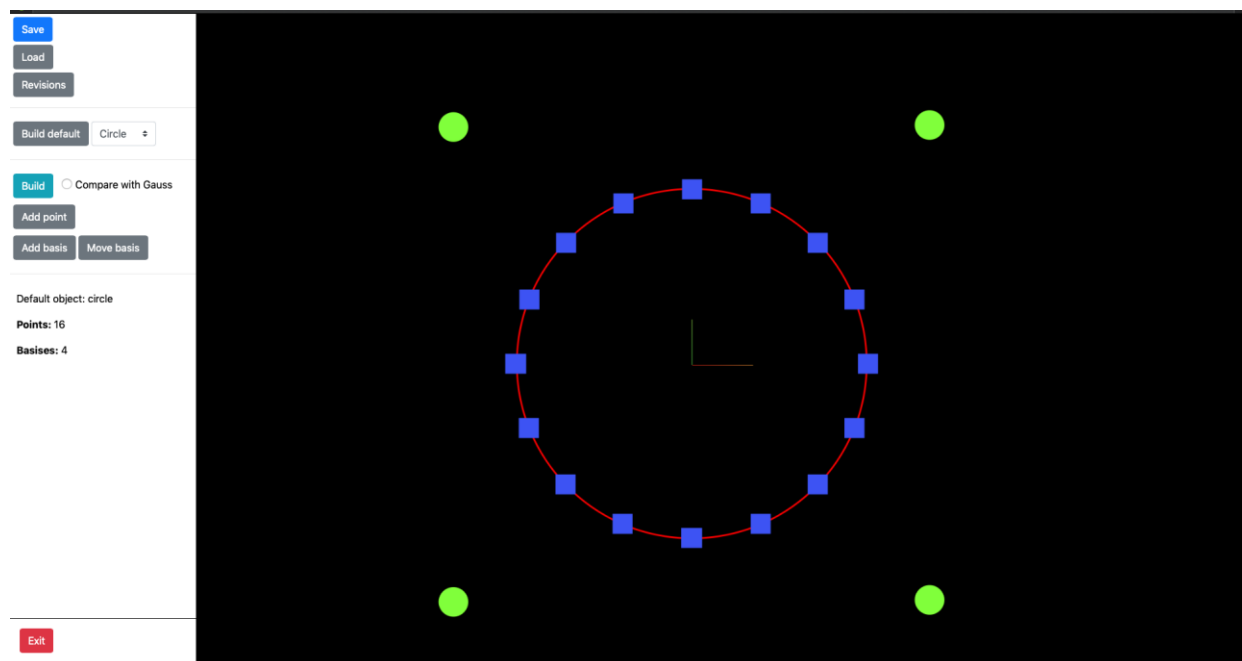 Save
Load
Revisions
Build default Circle
Build Compare with Gauss
Add point
Add basis Move basis
Default object: circle
Points: 16
Basises: 4
Exit